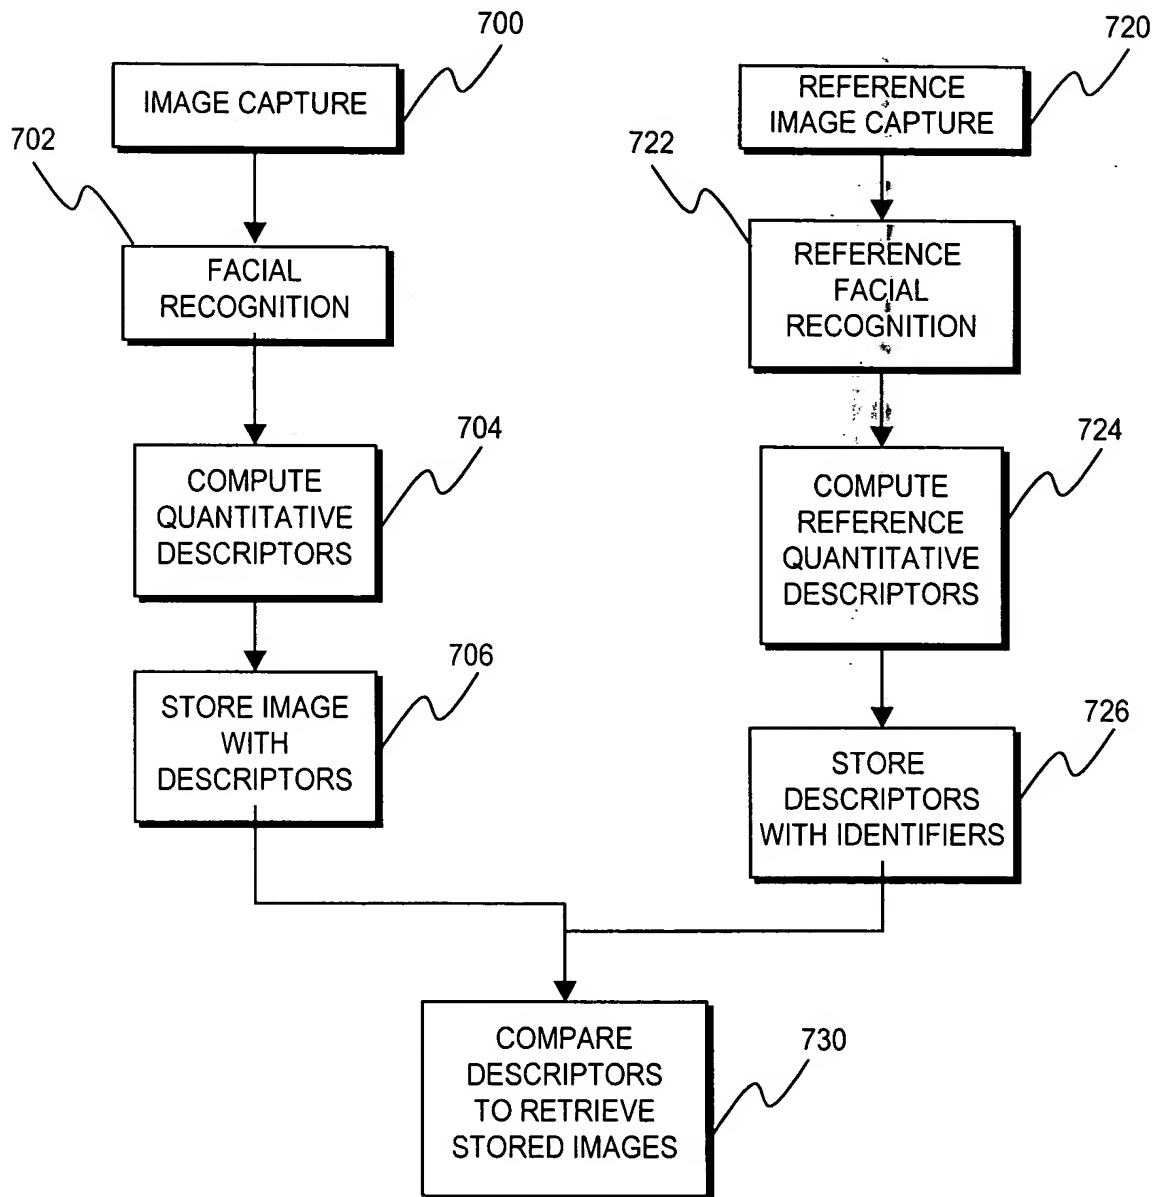 700
IMAGE CAPTURE
702
FACIAL
RECOGNITION
704
COMPUTE
QUANTITATIVE
DESCRIPTORS
706
STORE IMAGE
WITH
DESCRIPTORS
720
REFERENCE
IMAGE CAPTURE
722
REFERENCE
FACIAL
RECOGNITION
724
COMPUTE
REFERENCE
QUANTITATIVE
DESCRIPTORS
726
STORE
DESCRIPTORS
WITH IDENTIFIERS
730
COMPARE
DESCRIPTORS
TO RETRIEVE
STORED IMAGES